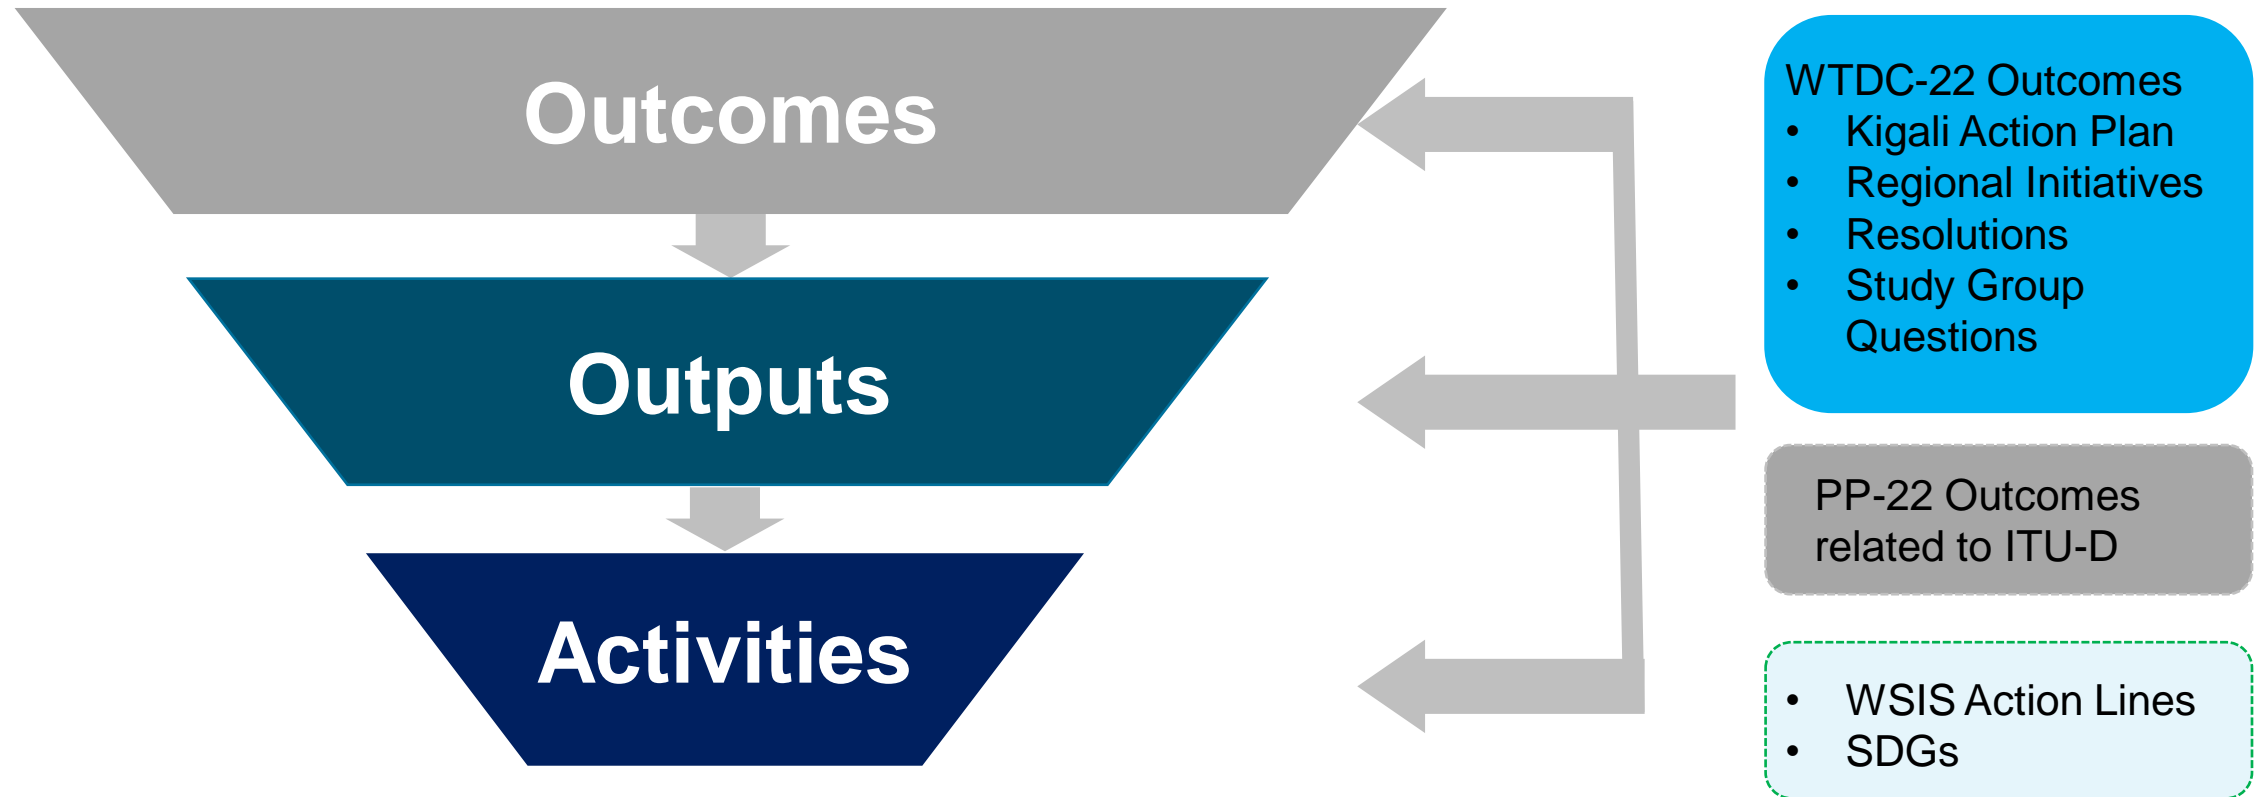 Outcomes
Outputs
Activities
WTDC-22 Outcomes
• Kigali Action Plan
• Regional Initiatives
• Resolutions
• Study Group
Questions
PP-22 Outcomes
related to ITU-D
• WSIS Action Lines
• SDGs